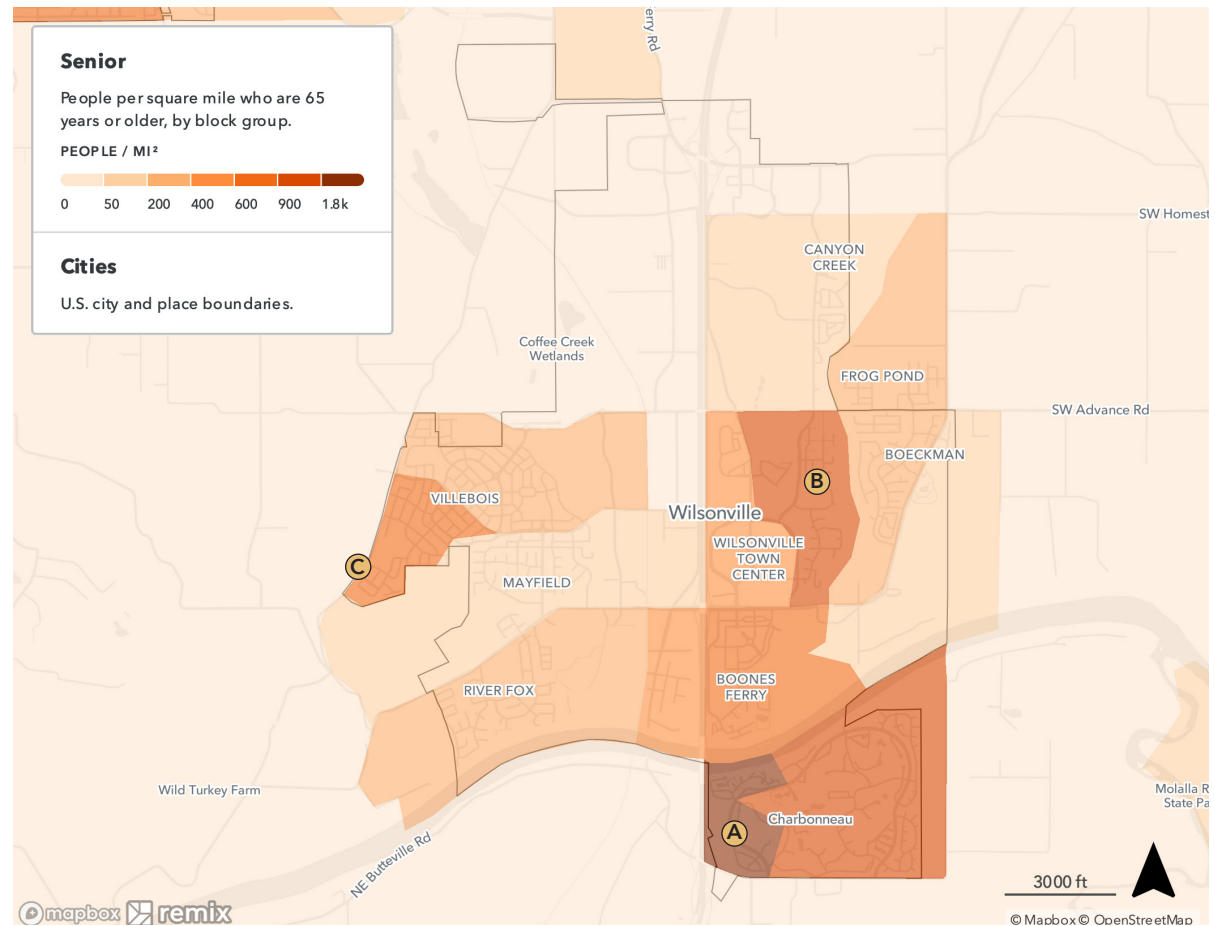 Senior
People per square mile who are 65
years or older, by block group.
PEOPLE / MI²
0 50 200 400 600 900 1.8k
Cities
U.S. city and place boundaries.
erry Rd
SW Homest
CANYON
CREEK
Coffee Creek
Wetlands
FROG POND
SW Advance Rd
BOECKMAN
B
VILLEBOIS
Wilsonville
WILSONVILLE
TOWN
CENTER
C
MAYFIELD
BOONES
FERRY
RIVER FOX
Wild Turkey Farm
Molalla R
State Pa
Charbonneau
A
NE Butteville Rd
3000 ft
mapbox remix
© Mapbox © OpenStreetMap